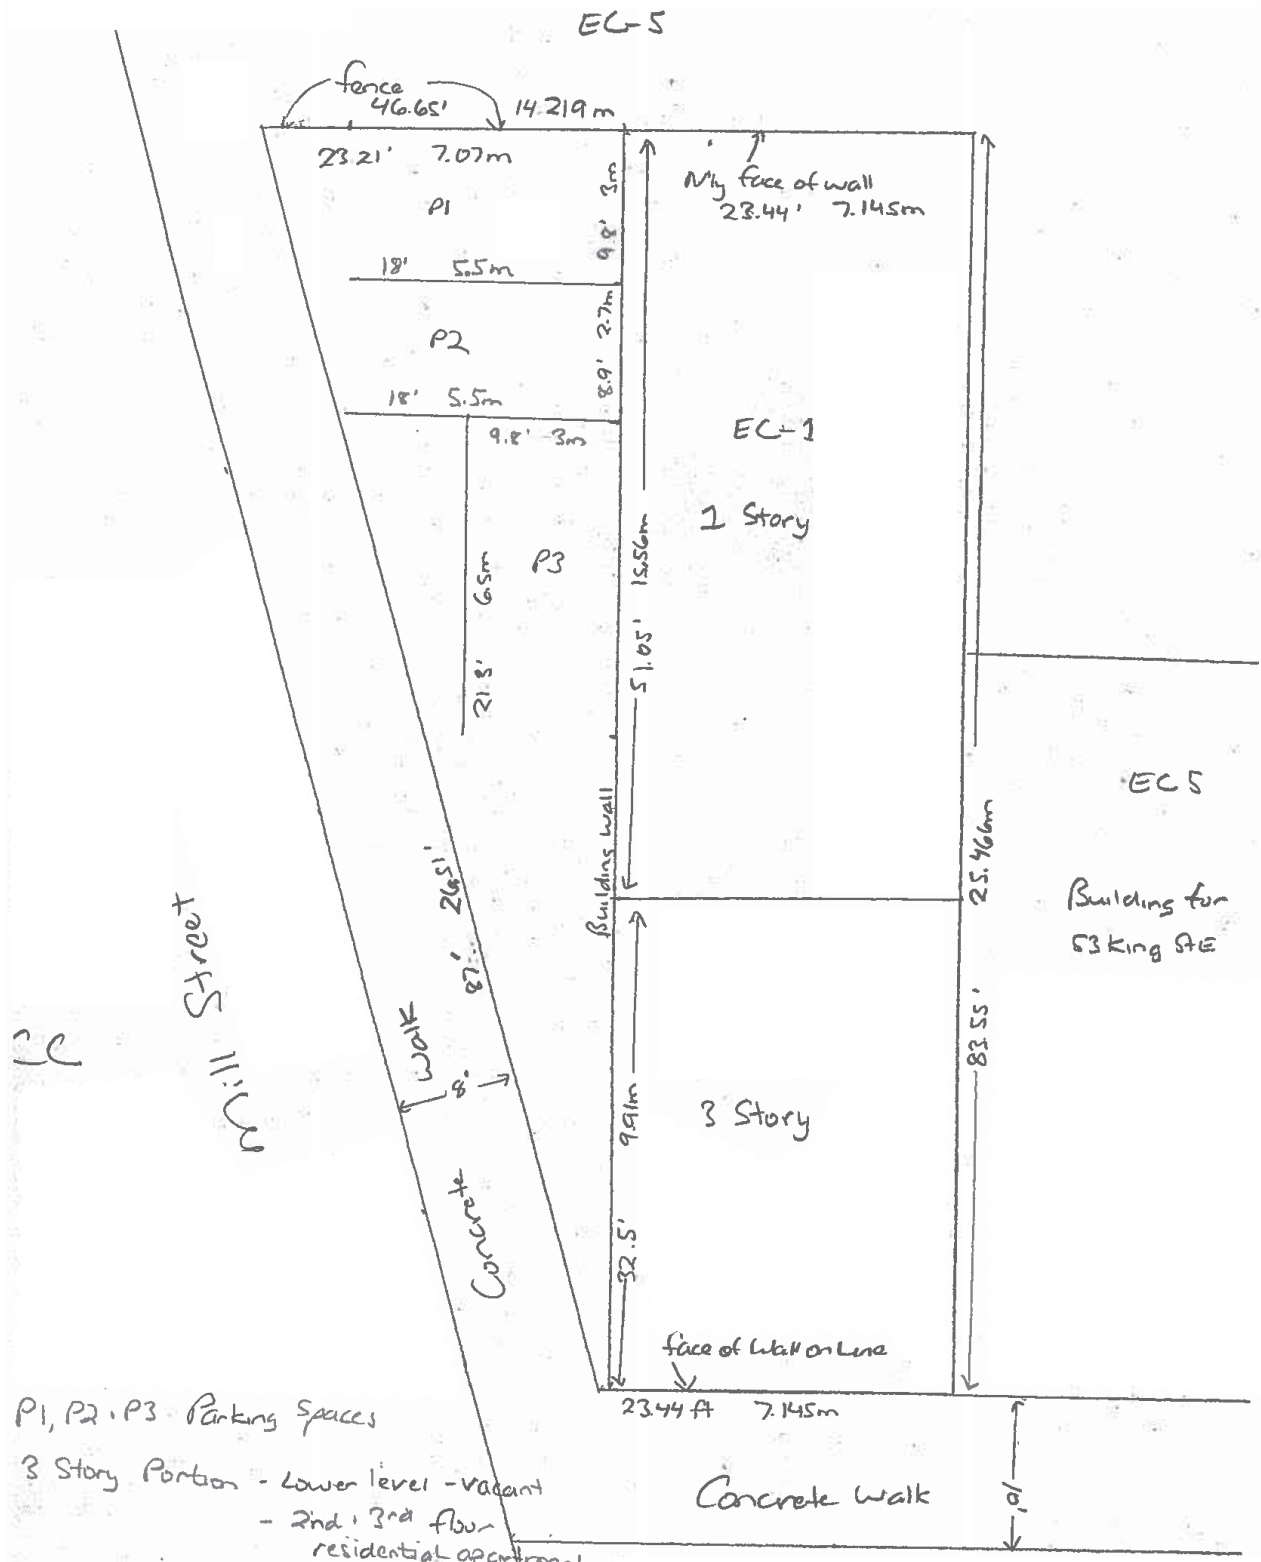 EC-5
fence
46.65' 14.219m
23.21' 7.07m
P1
9.8' 3m
N'ly face of wall
23.44' 7.145m
18' 5.5m
P2
8.9' 2.7m
18' 5.5m
9.8' 3m
P3
21.3' 6.5m
EC-1
1 Story
51.05' 15.56m
Building wall
EC5
Building for
53 King St E
83.55' 25.466m
87' 26.51'
Mill Street
Walk
8'
Concrete
3 Story
32.5' 9.91m
face of wall on Line
23.44 ft 7.145m
Concrete Walk
10'
P1, P2, P3 Parking Spaces
3 Story Portion - Lower level - vacant
- 2nd + 3rd floor
residential apartment